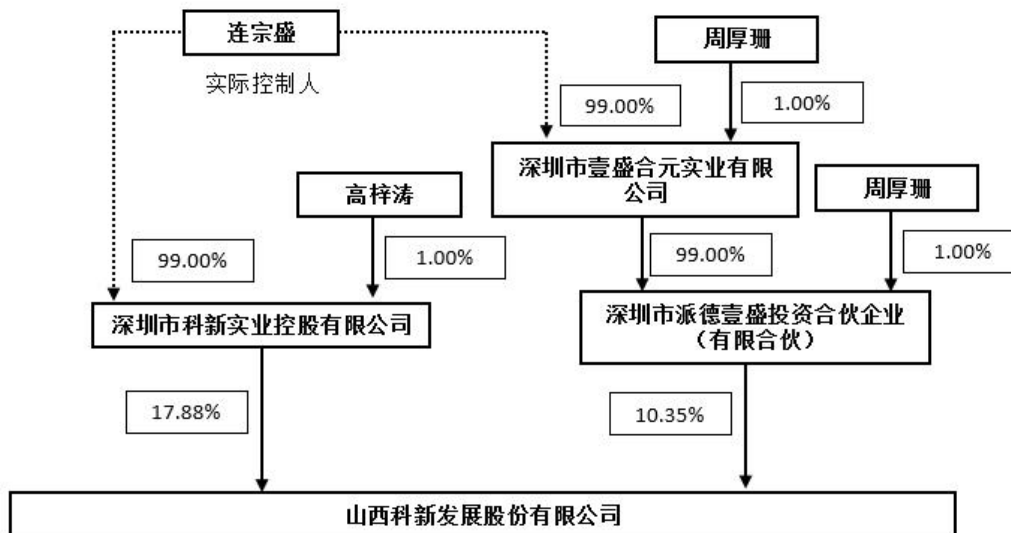 连宗盛
周厚珊
实际控制人
99.00%
1.00%
深圳市壹盛合元实业有限
公司
高梓涛
周厚珊
99.00%
1.00%
99.00%
1.00%
深圳市科新实业控股有限公司
深圳市派德壹盛投资合伙企业
（有限合伙）
17.88%
10.35%
山西科新发展股份有限公司